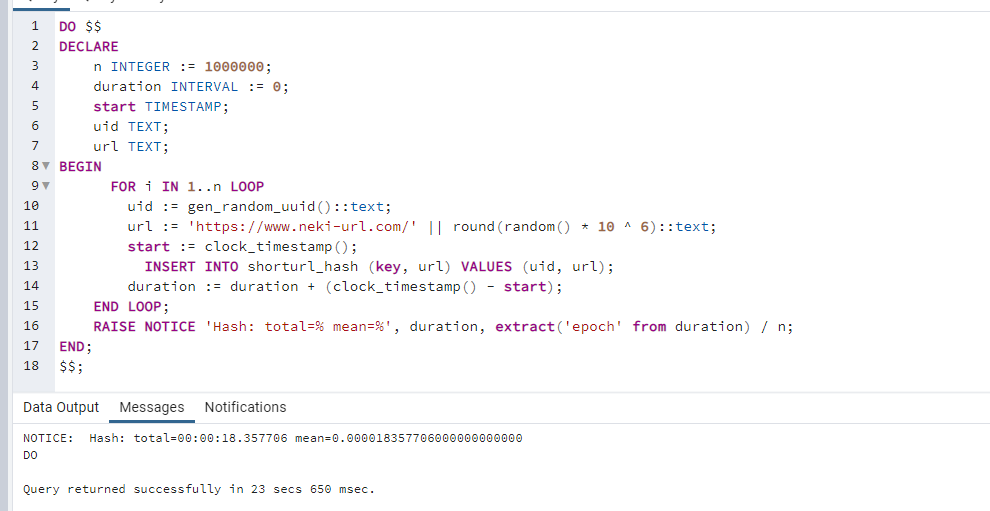 1 DO $$
2 DECLARE
3 n INTEGER := 1000000;
4 duration INTERVAL := 0;
5 start TIMESTAMP;
6 uid TEXT;
7 url TEXT;
8 BEGIN
9 FOR i IN 1..n LOOP
10 uid := gen_random_uuid()::text;
11 url := 'https://www.neki-url.com/' || round(random() * 10 ^ 6)::text;
12 start := clock_timestamp();
13 INSERT INTO shorturl_hash (key, url) VALUES (uid, url);
14 duration := duration + (clock_timestamp() - start);
15 END LOOP;
16 RAISE NOTICE 'Hash: total=% mean=%', duration, extract('epoch' from duration) / n;
17 END;
18 $$;
Data Output Messages Notifications
NOTICE: Hash: total=00:00:18.357706 mean=0.000018357706000000000000
DO
Query returned successfully in 23 secs 650 msec.